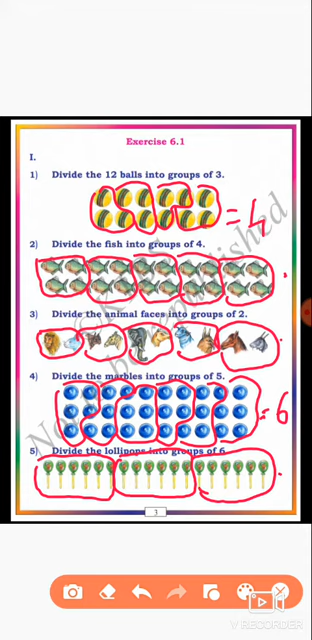 Exercise 6.1
I.
1) Divide the 12 balls into groups of 3.
= 4
2) Divide the fish into groups of 4.
3) Divide the animal faces into groups of 2.
4) Divide the marbles into groups of 5.
= 6
5) Divide the lollipops into groups of 6.
3
RECORDER